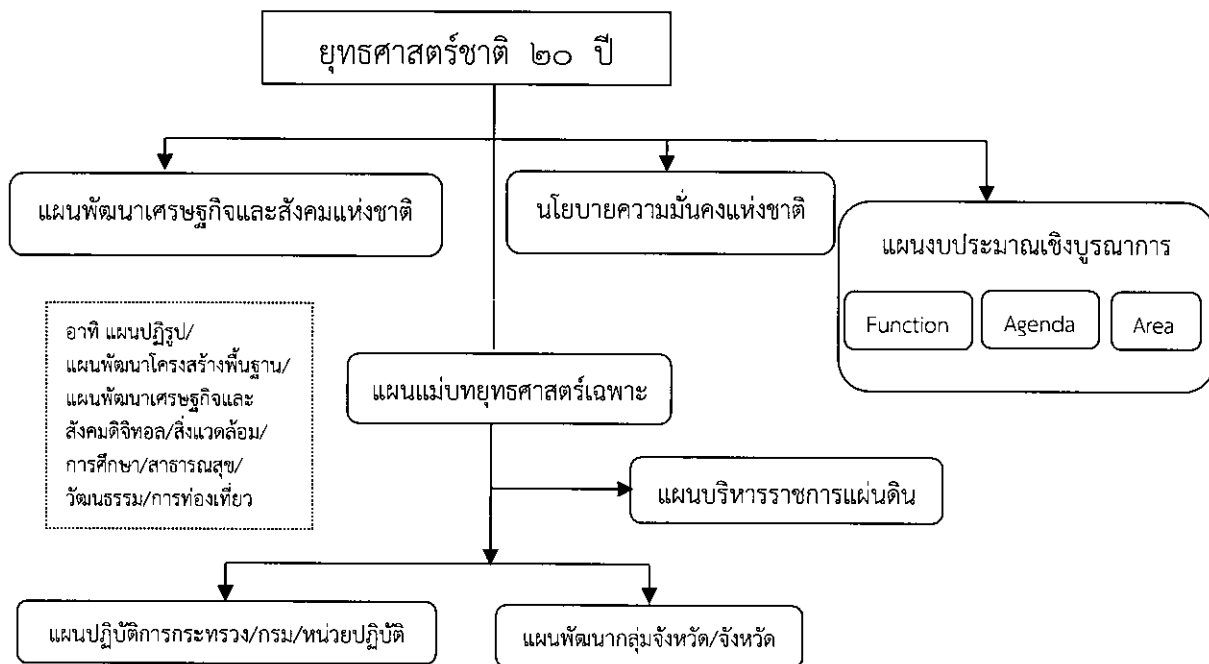 ยุทธศาสตร์ชาติ ๒๐ ปี
แผนพัฒนาเศรษฐกิจและสังคมแห่งชาติ
นโยบายความมั่นคงแห่งชาติ
แผนงบประมาณเชิงบูรณาการ
Function
Agenda
Area
อาทิ แผนปฏิรูป/
แผนพัฒนาโครงสร้างพื้นฐาน/
แผนพัฒนาเศรษฐกิจและ
สังคมดิจิทอล/สิ่งแวดล้อม/
การศึกษา/สาธารณสุข/
วัฒนธรรม/การท่องเที่ยว
แผนแม่บทยุทธศาสตร์เฉพาะ
แผนบริหารราชการแผ่นดิน
แผนปฏิบัติการกระทรวง/กรม/หน่วยปฏิบัติ
แผนพัฒนากลุ่มจังหวัด/จังหวัด